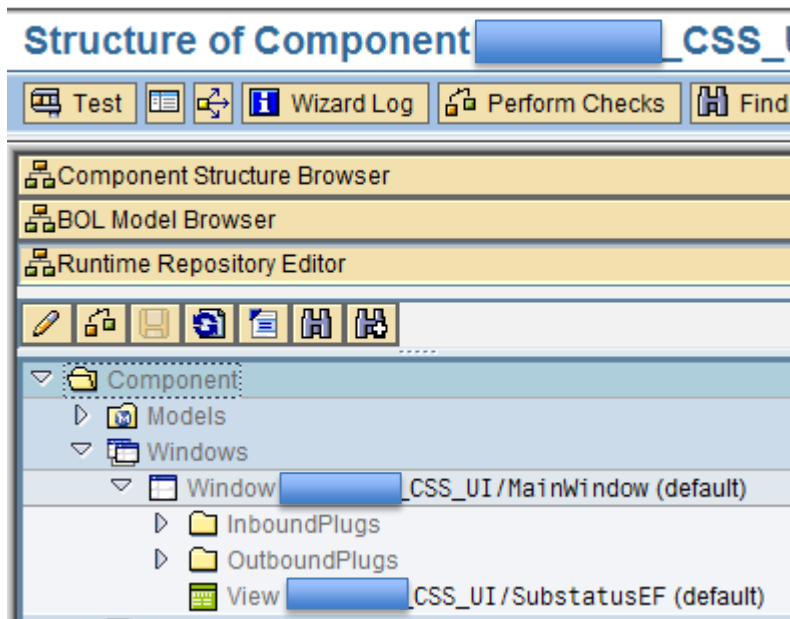 Structure of Component _CSS_
Test Wizard Log Perform Checks Find
Component Structure Browser
BOL Model Browser
Runtime Repository Editor
Component
Models
Windows
Window _CSS_UI/MainWindow (default)
InboundPlugs
OutboundPlugs
View _CSS_UI/SubstatusEF (default)